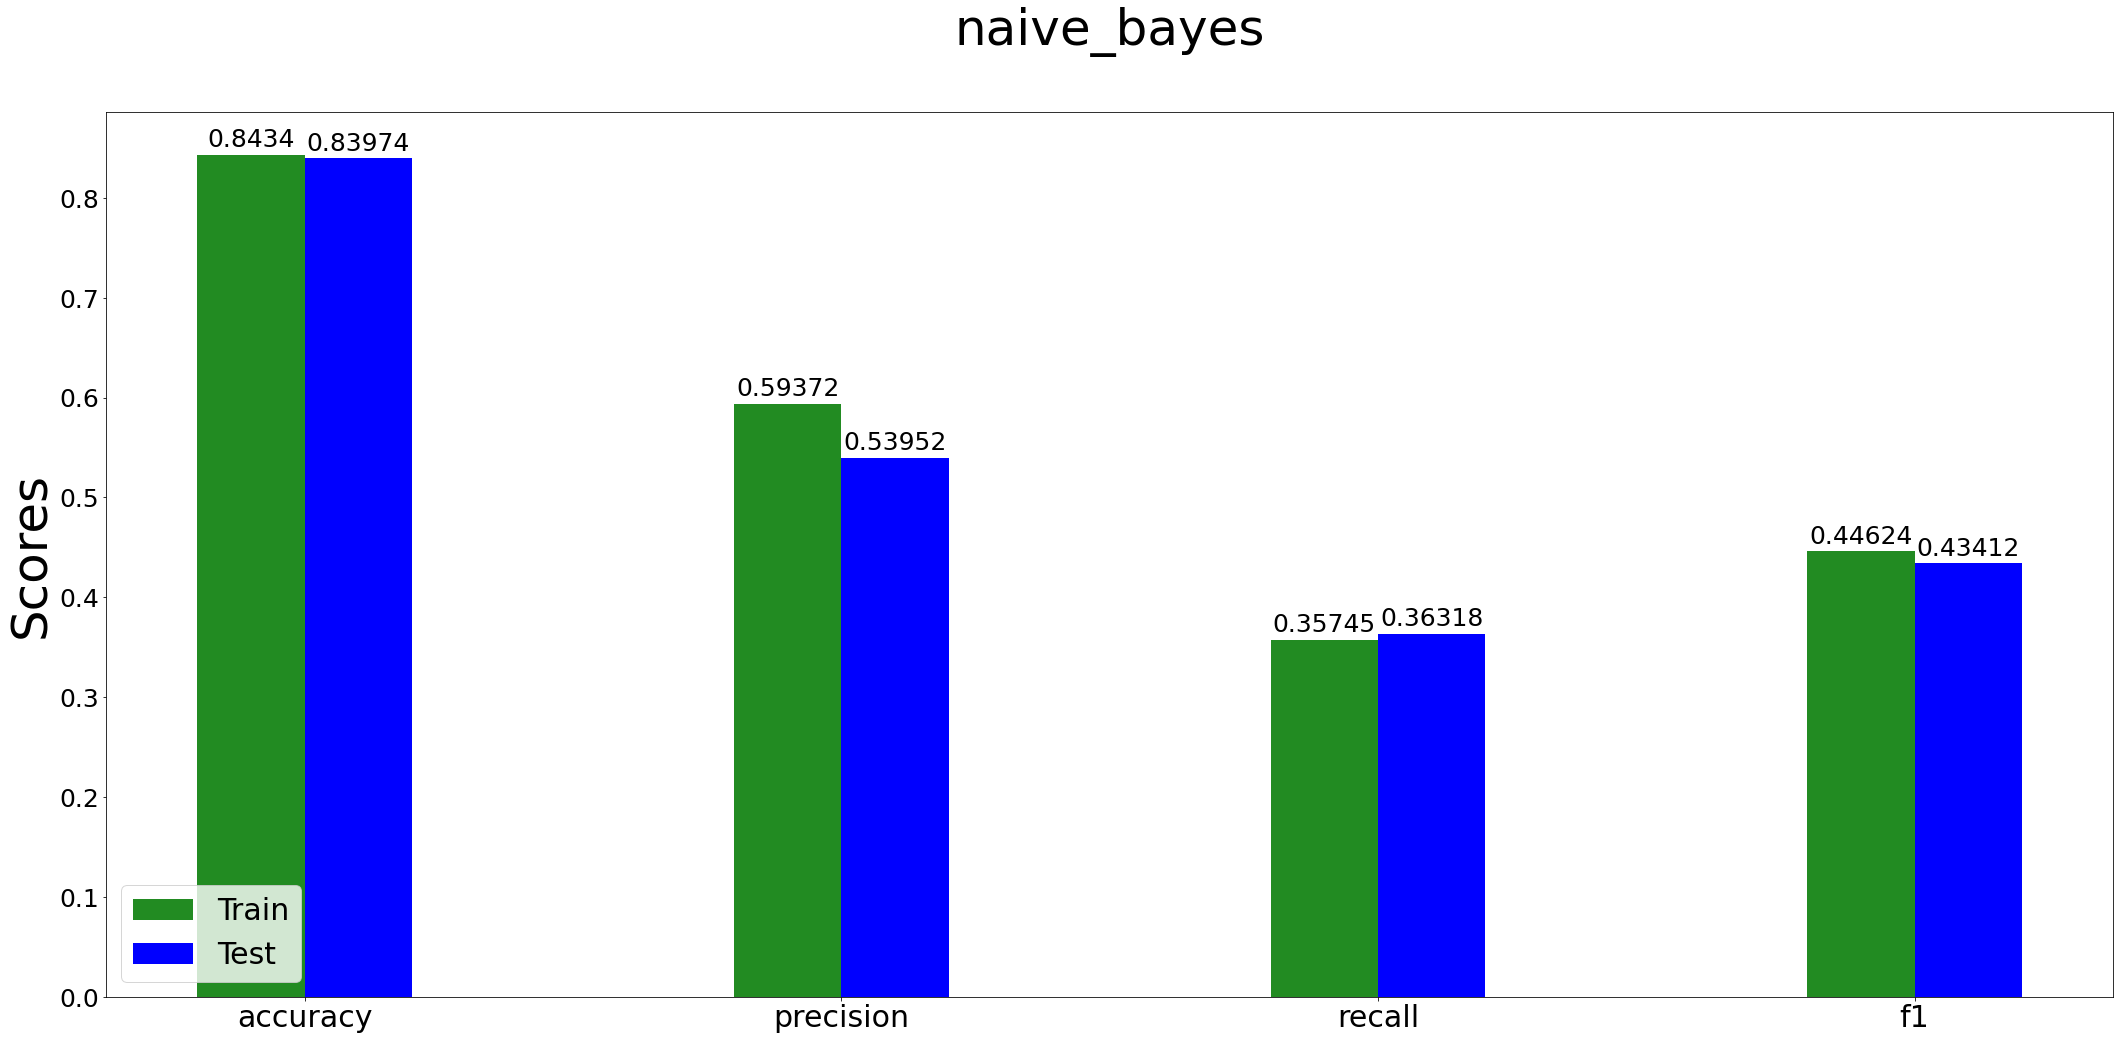 naive_bayes
0.8434
0.83974
0.59372
0.53952
0.35745
0.36318
0.44624
0.43412
Scores
0.8
0.7
0.6
0.5
0.4
0.3
0.2
0.1
0.0
Train
Test
accuracy
precision
recall
f1